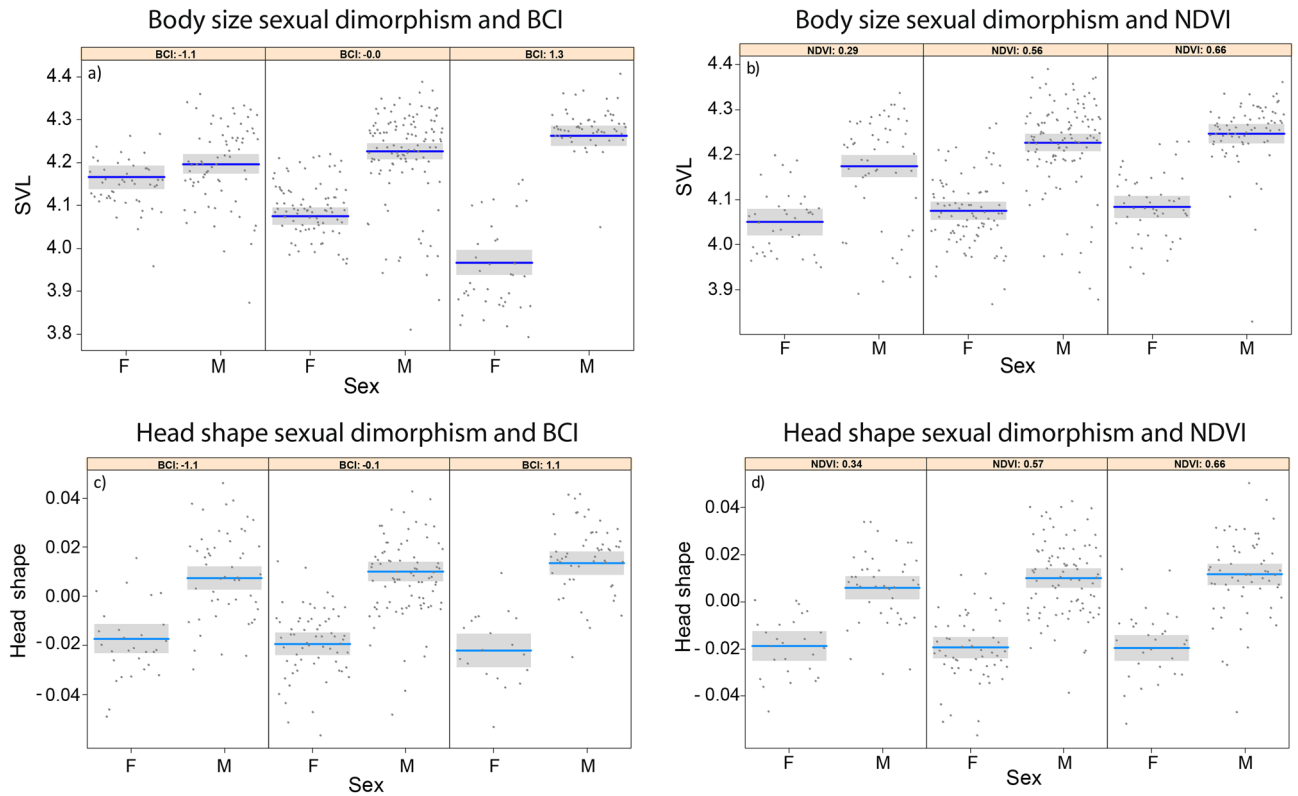 Body size sexual dimorphism and BCI
BCI: -1.1 BCI: -0.0 BCI: 1.3
a)
4.4
4.3
4.2
4.1
4.0
3.9
3.8
SVL
F M F M F M
Sex
Body size sexual dimorphism and NDVI
NDVI: 0.29 NDVI: 0.56 NDVI: 0.66
b)
4.4
4.3
4.2
4.1
4.0
3.9
SVL
F M F M F M
Sex
Head shape sexual dimorphism and BCI
BCI: -1.1 BCI: -0.1 BCI: 1.1
c)
0.04
0.02
0.00
-0.02
-0.04
Head shape
F M F M F M
Sex
Head shape sexual dimorphism and NDVI
NDVI: 0.34 NDVI: 0.57 NDVI: 0.66
d)
0.04
0.02
0.00
- 0.02
- 0.04
Head shape
F M F M F M
Sex